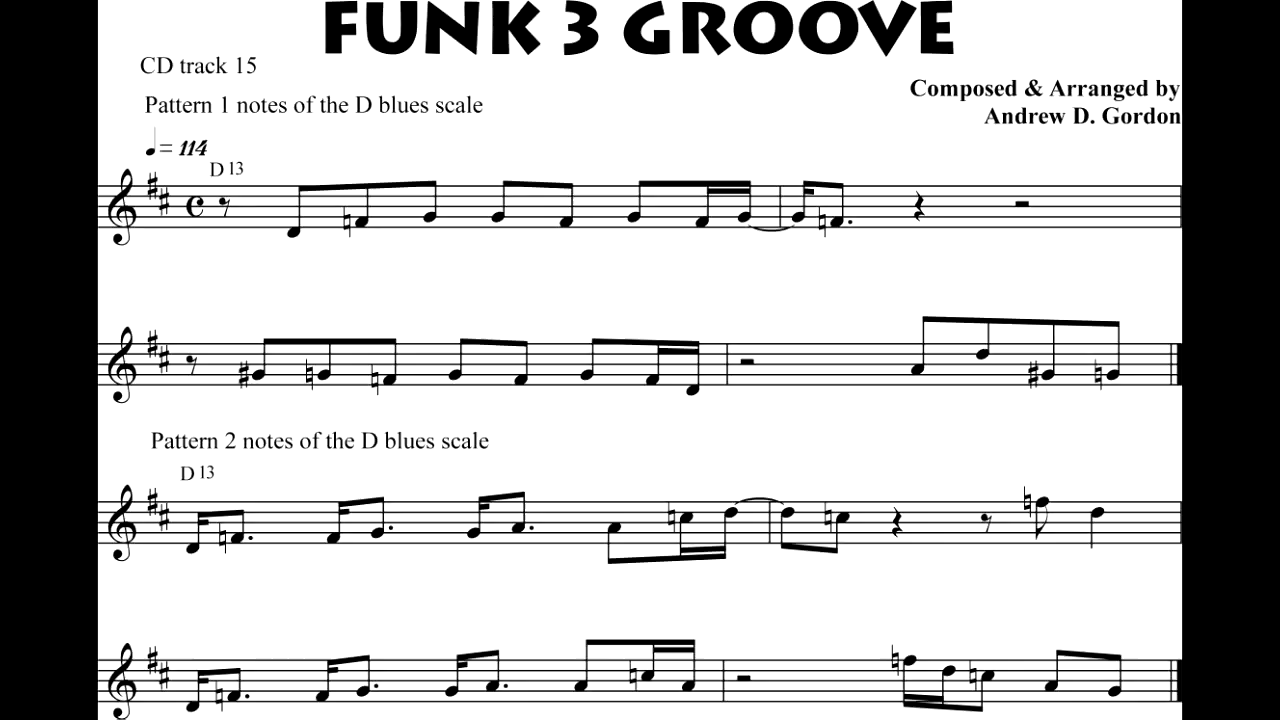 FUNK 3 GROOVE
CD track 15
Composed & Arranged by
Andrew D. Gordon
Pattern 1 notes of the D blues scale
= 114
D 13
Pattern 2 notes of the D blues scale
D 13